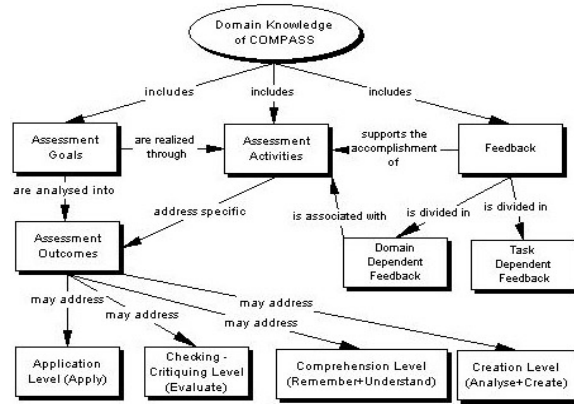 Domain Knowledge
of COMPASS
includes
includes
includes
Assessment
Goals
are realized
through
Assessment
Activities
supports the
accomplishment
of
Feedback
are analysed into
address specific
is associated with
is divided in
is divided in
Assessment
Outcomes
Domain
Dependent
Feedback
Task
Dependent
Feedback
may address
may address
may address
may address
Application
Level (Apply)
Checking -
Critiquing Level
(Evaluate)
Comprehension Level
(Remember+Understand)
Creation Level
(Analyse+Create)